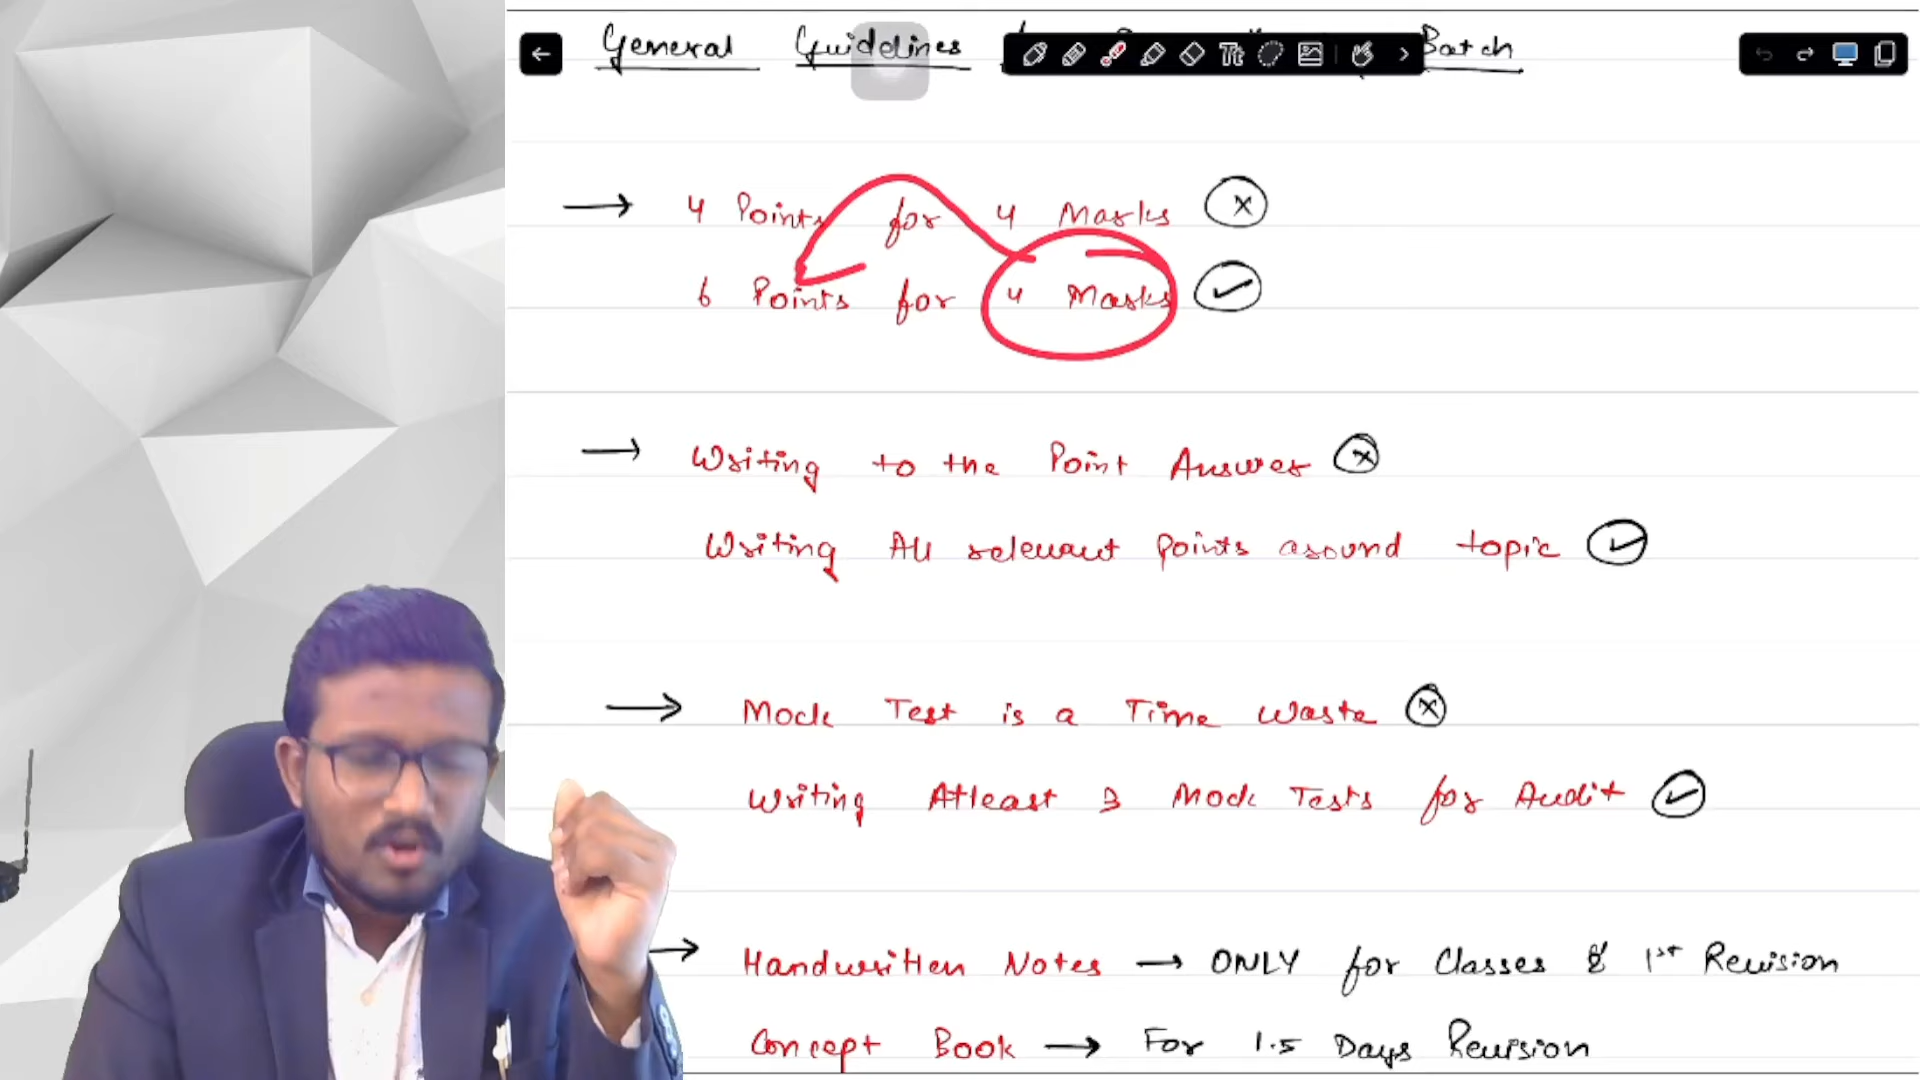 General Guidelines Batch
→ 4 Points for 4 Marks ⓧ
6 Points for 4 Marks ✓
→ Writing to the Point Answer ⓧ
Writing All relevant Points around topic ✓
→ Mock Test is a Time Waste ⓧ
Writing Atleast 3 Mock Tests for Audit ✓
→ Handwritten Notes → ONLY for Classes & 1st Revision
Concept Book → For 1.5 Days Revision